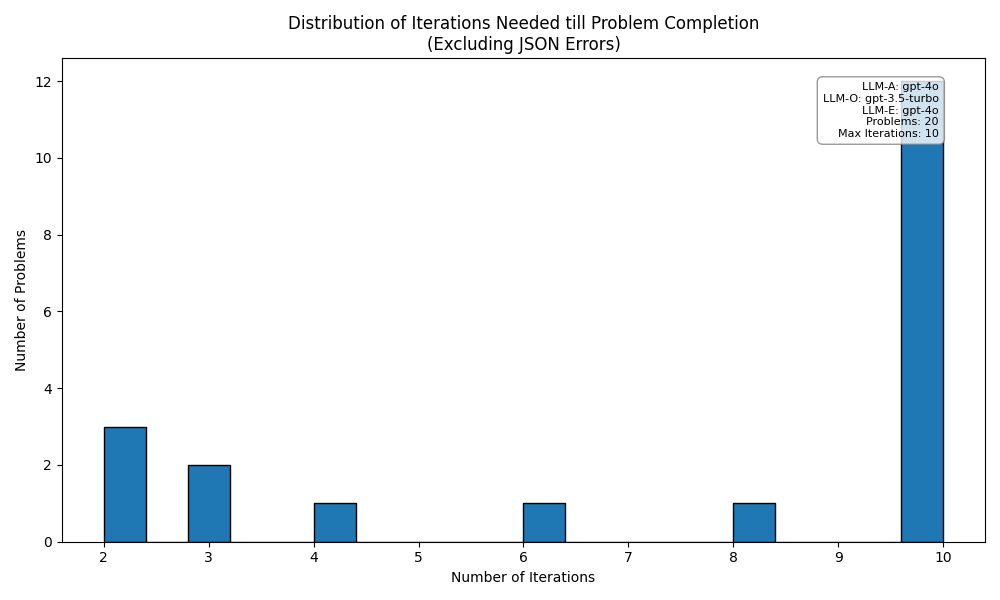 Distribution of Iterations Needed till Problem Completion
(Excluding JSON Errors)
LLM-A: gpt-4o
LLM-O: gpt-3.5-turbo
LLM-E: gpt-4o
Problems: 20
Max Iterations: 10
Number of Problems
12
10
8
6
4
2
0
2 3 4 5 6 7 8 9 10
Number of Iterations